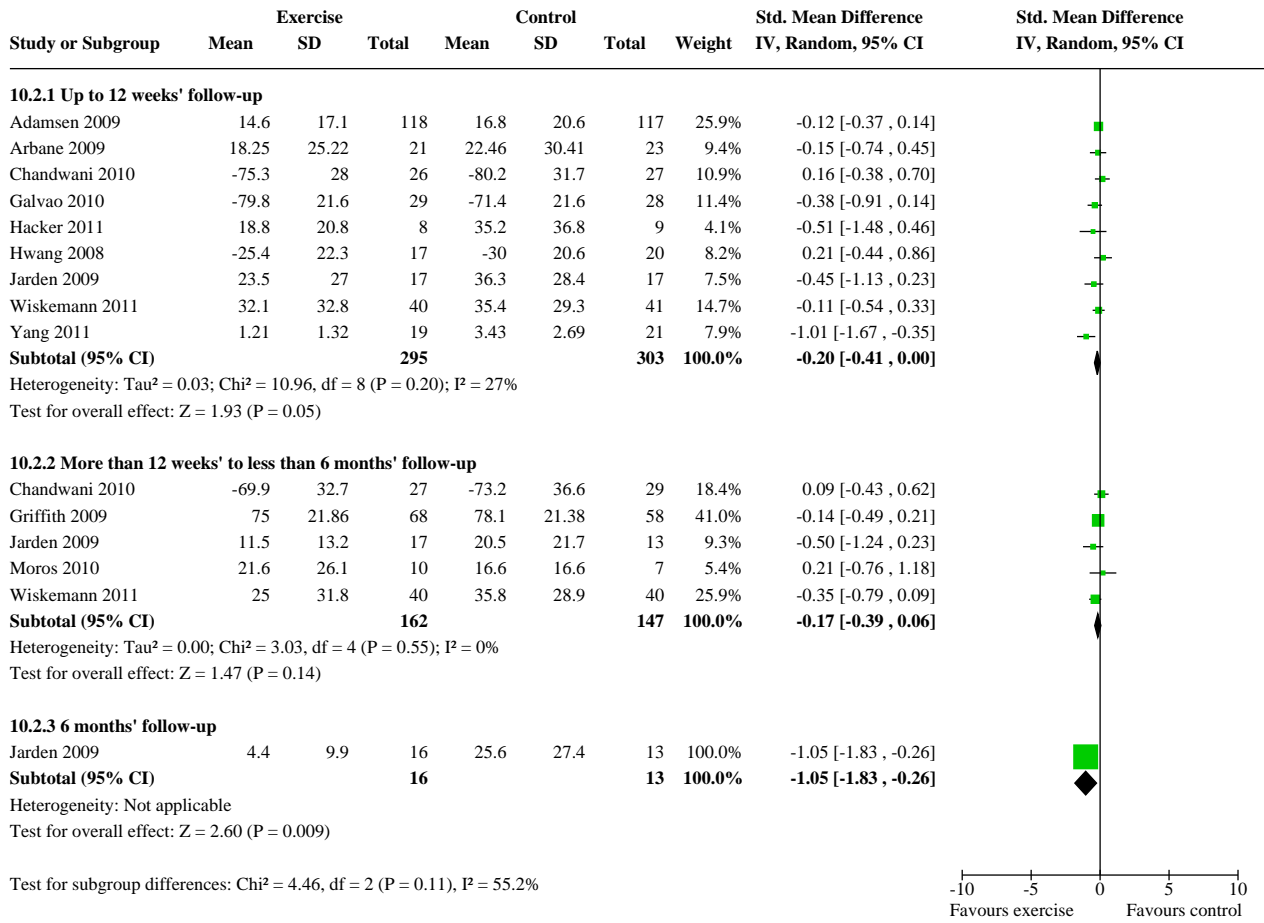 Exercise Control Std. Mean Difference Std. Mean Difference
Study or Subgroup Mean SD Total Mean SD Total Weight IV, Random, 95% CI IV, Random, 95% CI
10.2.1 Up to 12 weeks' follow-up
Adamsen 2009 14.6 17.1 118 16.8 20.6 117 25.9% -0.12 [-0.37 , 0.14]
Arbane 2009 18.25 25.22 21 22.46 30.41 23 9.4% -0.15 [-0.74 , 0.45]
Chandwani 2010 -75.3 28 26 -80.2 31.7 27 10.9% 0.16 [-0.38 , 0.70]
Galvao 2010 -79.8 21.6 29 -71.4 21.6 28 11.4% -0.38 [-0.91 , 0.14]
Hacker 2011 18.8 20.8 8 35.2 36.8 9 4.1% -0.51 [-1.48 , 0.46]
Hwang 2008 -25.4 22.3 17 -30 20.6 20 8.2% 0.21 [-0.44 , 0.86]
Jarden 2009 23.5 27 17 36.3 28.4 17 7.5% -0.45 [-1.13 , 0.23]
Wiskemann 2011 32.1 32.8 40 35.4 29.3 41 14.7% -0.11 [-0.54 , 0.33]
Yang 2011 1.21 1.32 19 3.43 2.69 21 7.9% -1.01 [-1.67 , -0.35]
Subtotal (95% CI) 295 303 100.0% -0.20 [-0.41 , 0.00]
Heterogeneity: Tau² = 0.03; Chi² = 10.96, df = 8 (P = 0.20); I² = 27%
Test for overall effect: Z = 1.93 (P = 0.05)
10.2.2 More than 12 weeks' to less than 6 months' follow-up
Chandwani 2010 -69.9 32.7 27 -73.2 36.6 29 18.4% 0.09 [-0.43 , 0.62]
Griffith 2009 75 21.86 68 78.1 21.38 58 41.0% -0.14 [-0.49 , 0.21]
Jarden 2009 11.5 13.2 17 20.5 21.7 13 9.3% -0.50 [-1.24 , 0.23]
Moros 2010 21.6 26.1 10 16.6 16.6 7 5.4% 0.21 [-0.76 , 1.18]
Wiskemann 2011 25 31.8 40 35.8 28.9 40 25.9% -0.35 [-0.79 , 0.09]
Subtotal (95% CI) 162 147 100.0% -0.17 [-0.39 , 0.06]
Heterogeneity: Tau² = 0.00; Chi² = 3.03, df = 4 (P = 0.55); I² = 0%
Test for overall effect: Z = 1.47 (P = 0.14)
10.2.3 6 months' follow-up
Jarden 2009 4.4 9.9 16 25.6 27.4 13 100.0% -1.05 [-1.83 , -0.26]
Subtotal (95% CI) 16 13 100.0% -1.05 [-1.83 , -0.26]
Heterogeneity: Not applicable
Test for overall effect: Z = 2.60 (P = 0.009)
Test for subgroup differences: Chi² = 4.46, df = 2 (P = 0.11), I² = 55.2%
-10 -5 0 5 10
Favours exercise Favours control